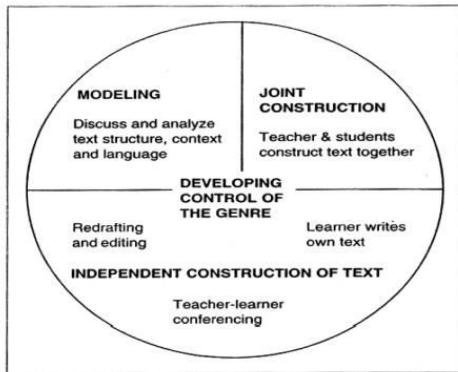 MODELING
Discuss and analyze
text structure, context
and language
JOINT
CONSTRUCTION
Teacher & students
construct text together
DEVELOPING
CONTROL OF
THE GENRE
Redrafting
and editing
Learner writes
own text
INDEPENDENT CONSTRUCTION OF TEXT
Teacher-learner
conferencing